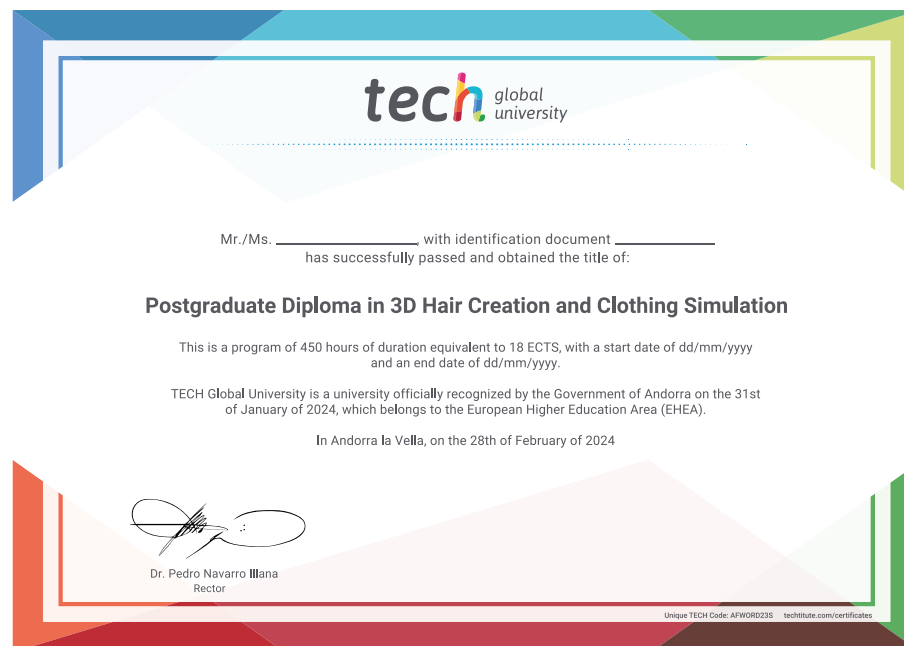 tech global university
Mr./Ms. ______________, with identification document __________
has successfully passed and obtained the title of:
Postgraduate Diploma in 3D Hair Creation and Clothing Simulation
This is a program of 450 hours of duration equivalent to 18 ECTS, with a start date of dd/mm/yyyy
and an end date of dd/mm/yyyy.
TECH Global University is a university officially recognized by the Government of Andorra on the 31st
of January of 2024, which belongs to the European Higher Education Area (EHEA).
In Andorra la Vella, on the 28th of February of 2024
Dr. Pedro Navarro Illana
Rector
Unique TECH Code: AFWORD23S techtitute.com/certificates